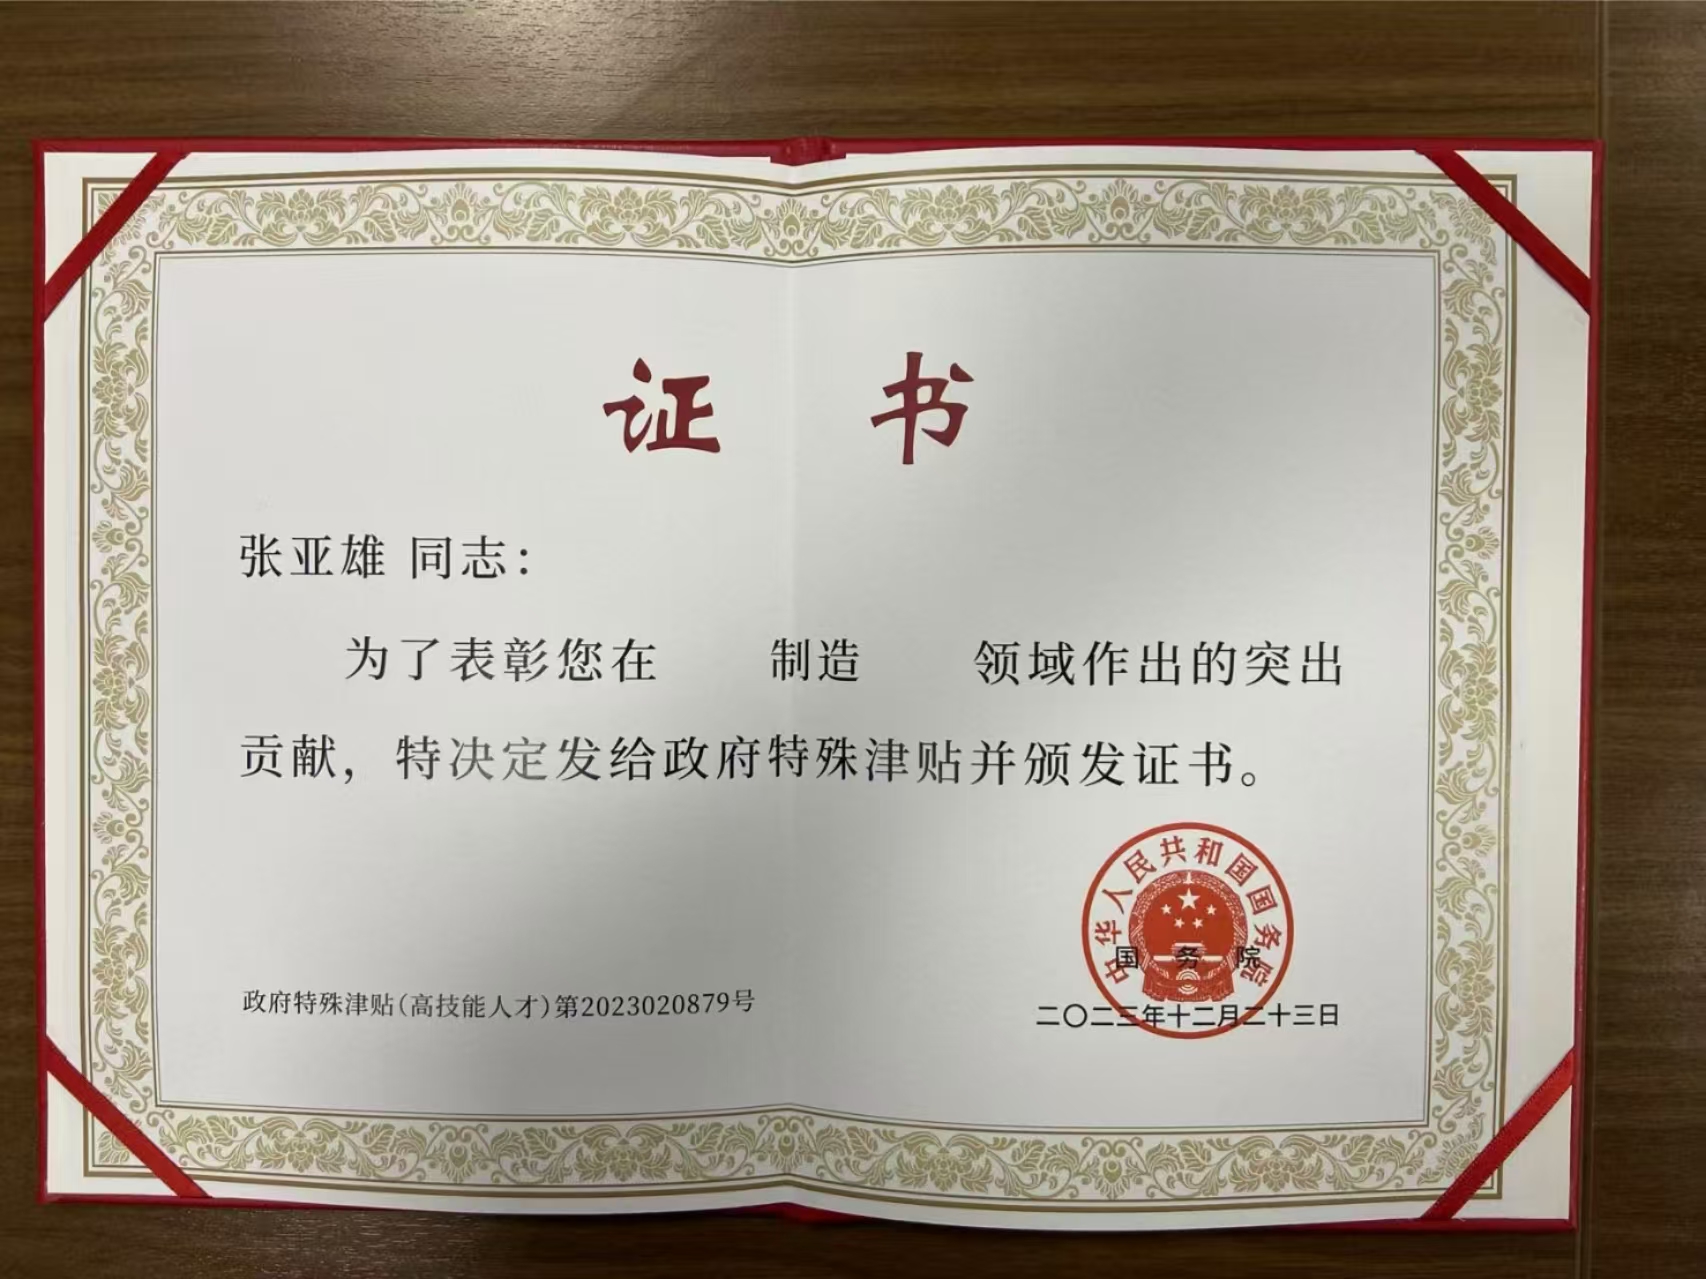 证 书
张亚雄 同志：
为了表彰您在 制造 领域作出的突出
贡献，特决定发给政府特殊津贴并颁发证书。
中华人民共和国国务院
国 务 院
政府特殊津贴(高技能人才)第2023020879号
二〇二三年十二月二十三日